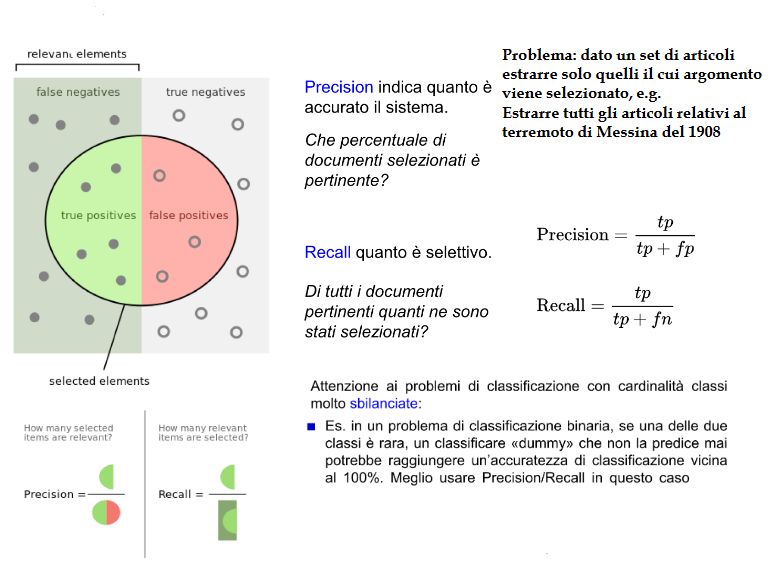 relevant elements
false negatives
true negatives
true positives
false positives
selected elements
How many selected
items are relevant?
Precision =
How many relevant
items are selected?
Recall =
Precision indica quanto è
accurato il sistema.
Che percentuale di
documenti selezionati è
pertinente?
Recall quanto è selettivo.
Di tutti i documenti
pertinenti quanti ne sono
stati selezionati?
Problema: dato un set di articoli
estrarre solo quelli il cui argomento
viene selezionato, e.g.
Estrarre tutti gli articoli relativi al
terremoto di Messina del 1908
Precision = tp / tp + fp
Recall = tp / tp + fn
Attenzione ai problemi di classificazione con cardinalità classi
molto sbilanciate:
Es. in un problema di classificazione binaria, se una delle due
classi è rara, un classificare «dummy» che non la predice mai
potrebbe raggiungere un'accuratezza di classificazione vicina
al 100%. Meglio usare Precision/Recall in questo caso